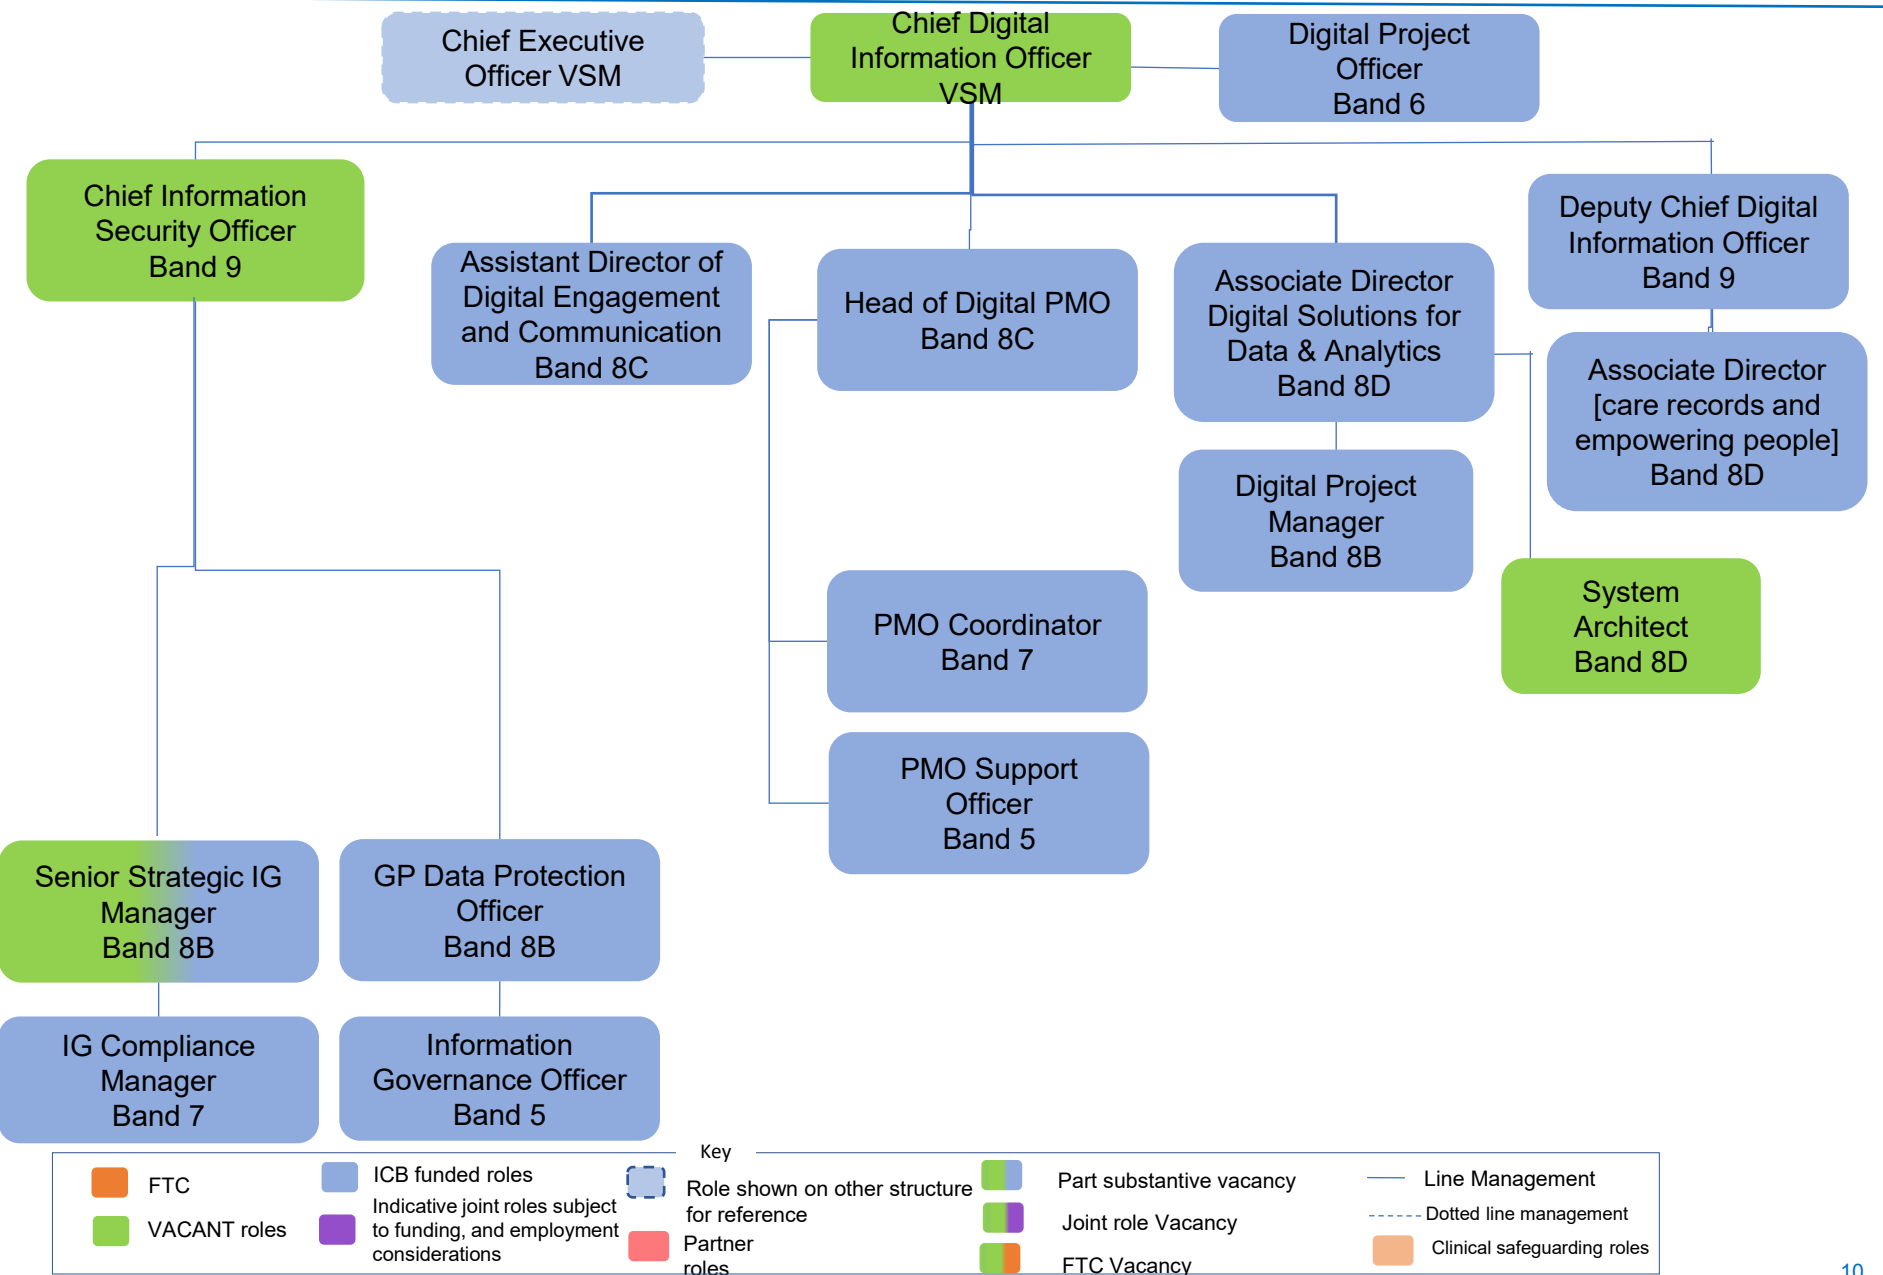 Chief Executive
Officer VSM
Chief Digital
Information Officer
VSM
Digital Project
Officer
Band 6
Chief Information
Security Officer
Band 9
Assistant Director of
Digital Engagement
and Communication
Band 8C
Head of Digital PMO
Band 8C
Associate Director
Digital Solutions for
Data & Analytics
Band 8D
Deputy Chief Digital
Information Officer
Band 9
Associate Director
[care records and
empowering people]
Band 8D
Digital Project
Manager
Band 8B
System
Architect
Band 8D
PMO Coordinator
Band 7
PMO Support
Officer
Band 5
Senior Strategic IG
Manager
Band 8B
GP Data Protection
Officer
Band 8B
IG Compliance
Manager
Band 7
Information
Governance Officer
Band 5
Key
FTC
VACANT roles
ICB funded roles
Indicative joint roles subject
to funding, and employment
considerations
Role shown on other structure
for reference
Partner
roles
Part substantive vacancy
Joint role Vacancy
FTC Vacancy
Line Management
Dotted line management
Clinical safeguarding roles
10